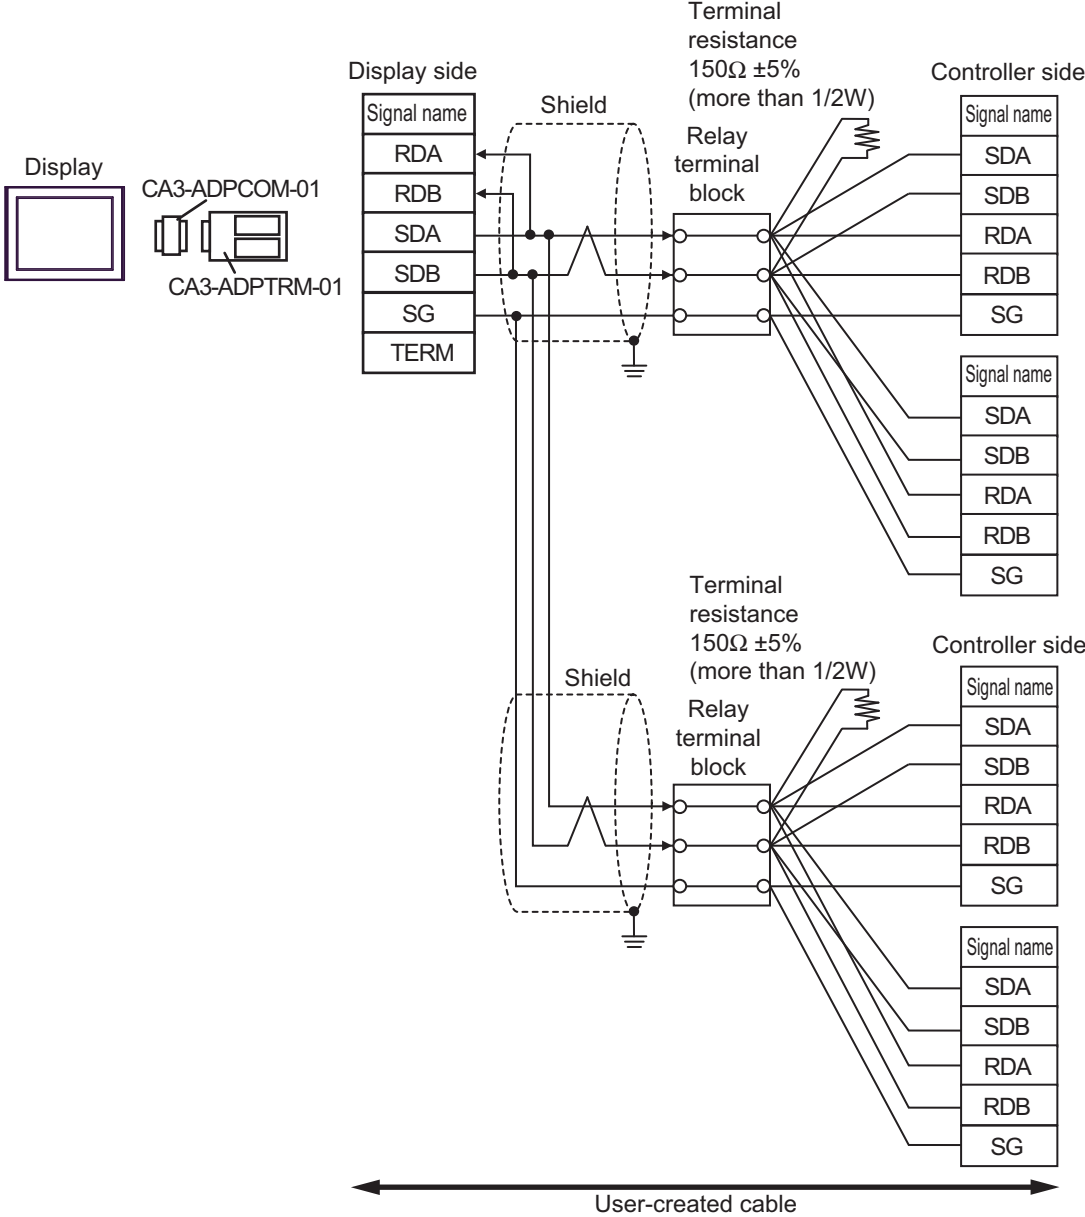 Display
CA3-ADPCOM-01
CA3-ADPTRM-01
Display side
Signal name
RDA
RDB
SDA
SDB
SG
TERM
Shield
Terminal
resistance
150Ω ±5%
(more than 1/2W)
Relay
terminal
block
Controller side
Signal name
SDA
SDB
RDA
RDB
SG
Signal name
SDA
SDB
RDA
RDB
SG
Shield
Terminal
resistance
150Ω ±5%
(more than 1/2W)
Relay
terminal
block
Controller side
Signal name
SDA
SDB
RDA
RDB
SG
Signal name
SDA
SDB
RDA
RDB
SG
User-created cable